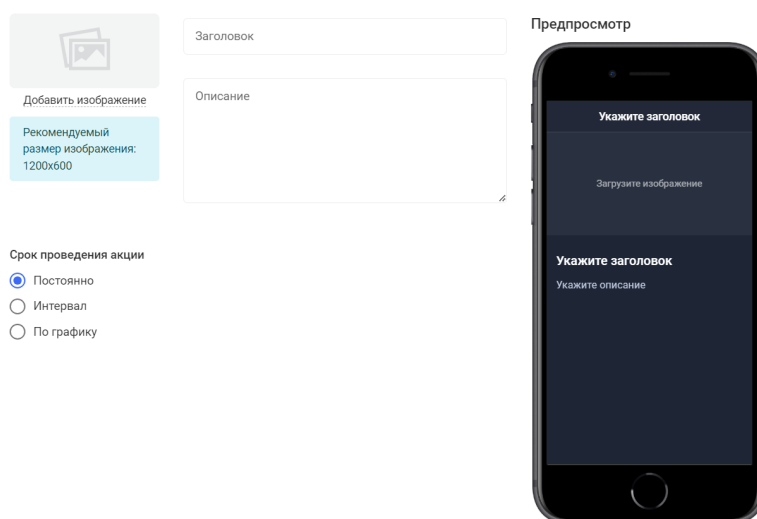 Добавить изображение
Рекомендуемый
размер изображения:
1200x600
Заголовок
Описание
Срок проведения акции
Постоянно
Интервал
По графику
Предпросмотр
Укажите заголовок
Загрузите изображение
Укажите заголовок
Укажите описание